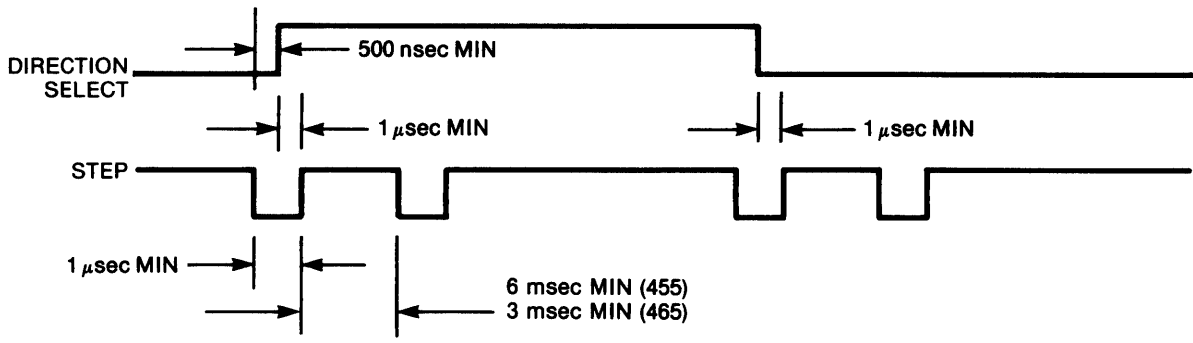 500 nsec MIN
DIRECTION
SELECT
1 μsec MIN
1 μsec MIN
STEP
1 μsec MIN
6 msec MIN (455)
3 msec MIN (465)